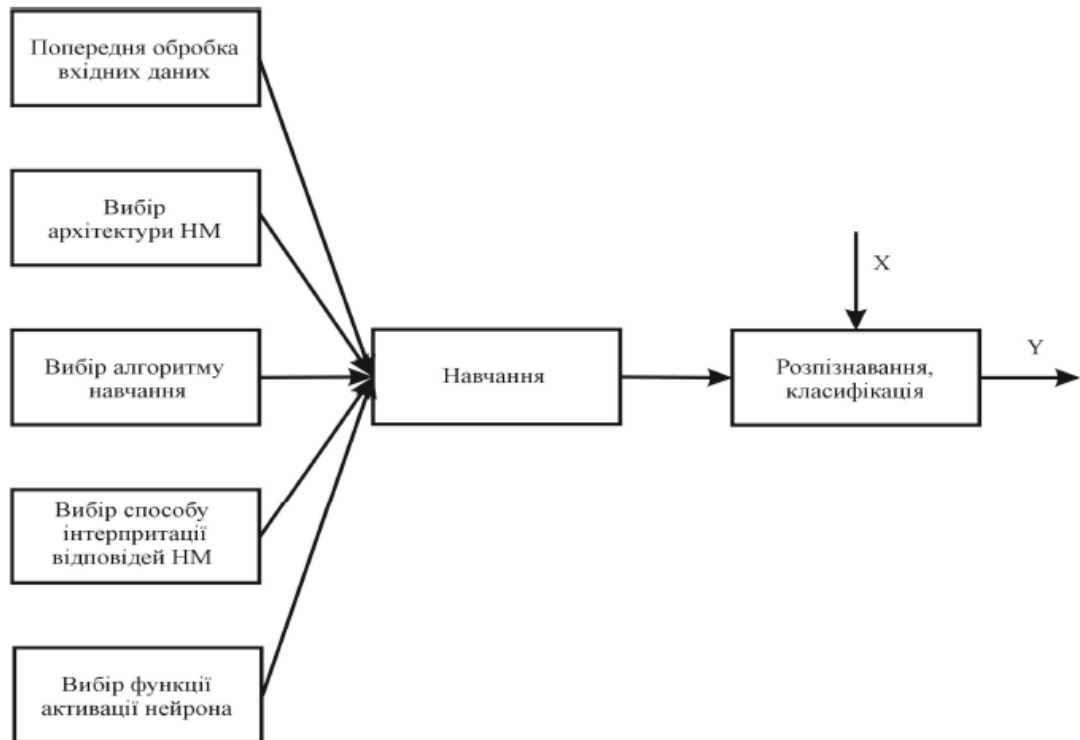 Попередня обробка
вхідних даних
Вибір
архітектури НМ
Вибір алгоритму
навчання
Вибір способу
інтерпритації
відповідей НМ
Вибір функції
активації нейрона
Навчання
X
Розпізнавання,
класифікація
Y